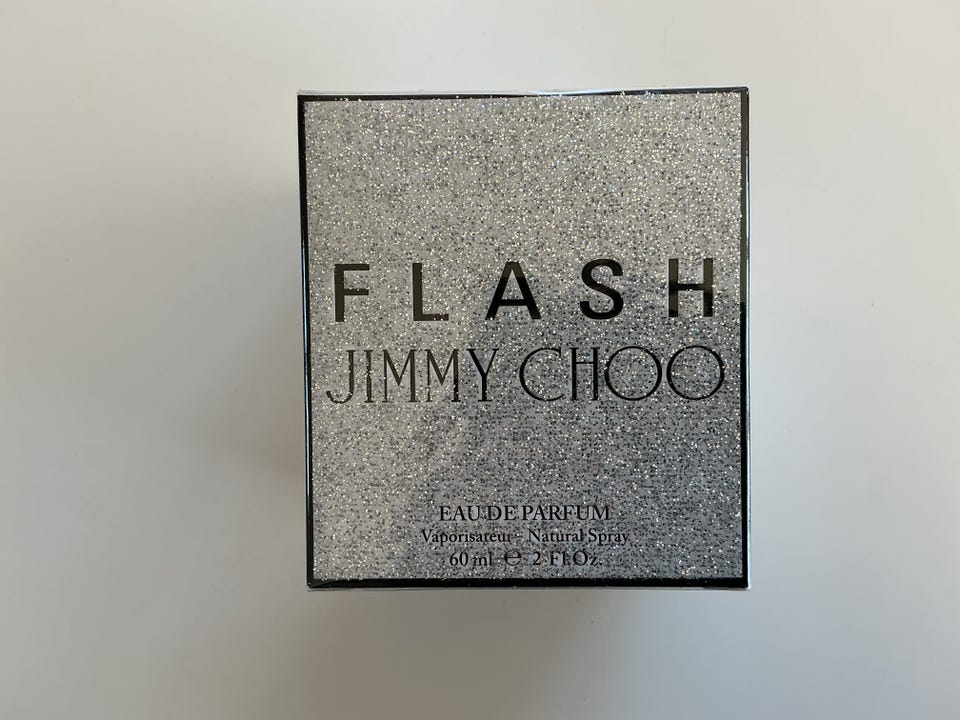 FLASH
JIMMY CHOO
EAU DE PARFUM
Vaporisateur - Natural Spray
60 ml ℮ 2 Fl.Oz.